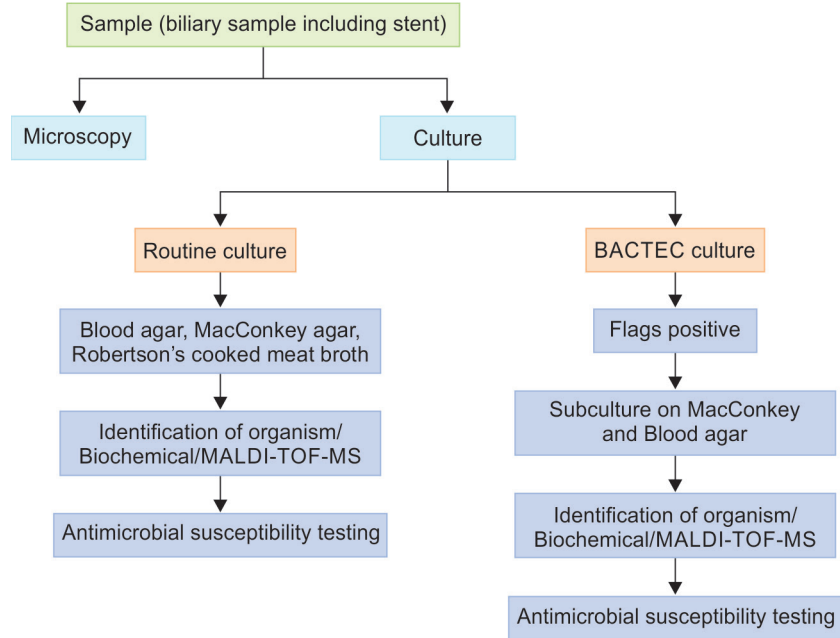 Sample (biliary sample including stent)
Microscopy
Culture
Routine culture
BACTEC culture
Blood agar, MacConkey agar,
Robertson's cooked meat broth
Flags positive
Identification of organism/
Biochemical/MALDI-TOF-MS
Subculture on MacConkey
and Blood agar
Antimicrobial susceptibility testing
Identification of organism/
Biochemical/MALDI-TOF-MS
Antimicrobial susceptibility testing